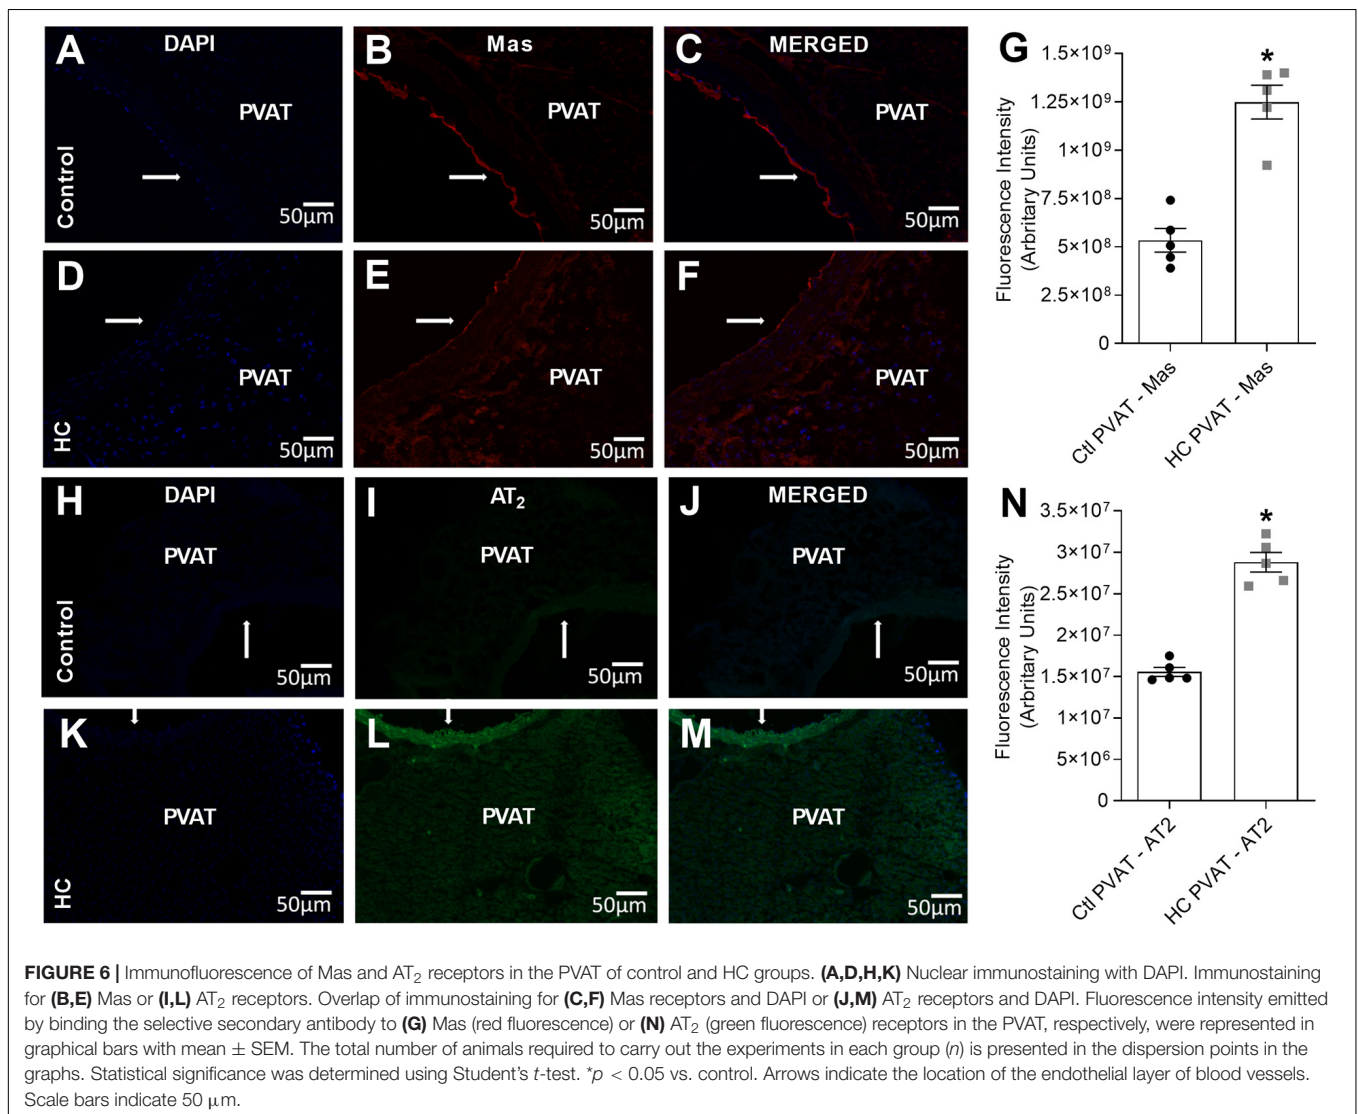 A DAPI PVAT Control 50µm
B Mas PVAT 50µm
C MERGED PVAT 50µm
D PVAT HC 50µm
E PVAT 50µm
F PVAT 50µm
G
Fluorescence Intensity
(Arbritary Units)
1.5×10⁹
1.25×10⁹
1×10⁹
7.5×10⁸
5×10⁸
2.5×10⁸
0
*
Ctl PVAT - Mas
HC PVAT - Mas
H DAPI PVAT Control 50µm
I AT₂ PVAT 50µm
J MERGED PVAT 50µm
K PVAT HC 50µm
L PVAT 50µm
M PVAT 50µm
N
Fluorescence Intensity
(Arbritary Units)
3.5×10⁷
3×10⁷
2.5×10⁷
2×10⁷
1.5×10⁷
1×10⁷
5×10⁶
0
*
Ctl PVAT - AT2
HC PVAT - AT2
FIGURE 6 | Immunofluorescence of Mas and AT₂ receptors in the PVAT of control and HC groups. (A,D,H,K) Nuclear immunostaining with DAPI. Immunostaining
for (B,E) Mas or (I,L) AT₂ receptors. Overlap of immunostaining for (C,F) Mas receptors and DAPI or (J,M) AT₂ receptors and DAPI. Fluorescence intensity emitted
by binding the selective secondary antibody to (G) Mas (red fluorescence) or (N) AT₂ (green fluorescence) receptors in the PVAT, respectively, were represented in
graphical bars with mean ± SEM. The total number of animals required to carry out the experiments in each group (n) is presented in the dispersion points in the
graphs. Statistical significance was determined using Student's t-test. *p < 0.05 vs. control. Arrows indicate the location of the endothelial layer of blood vessels.
Scale bars indicate 50 µm.